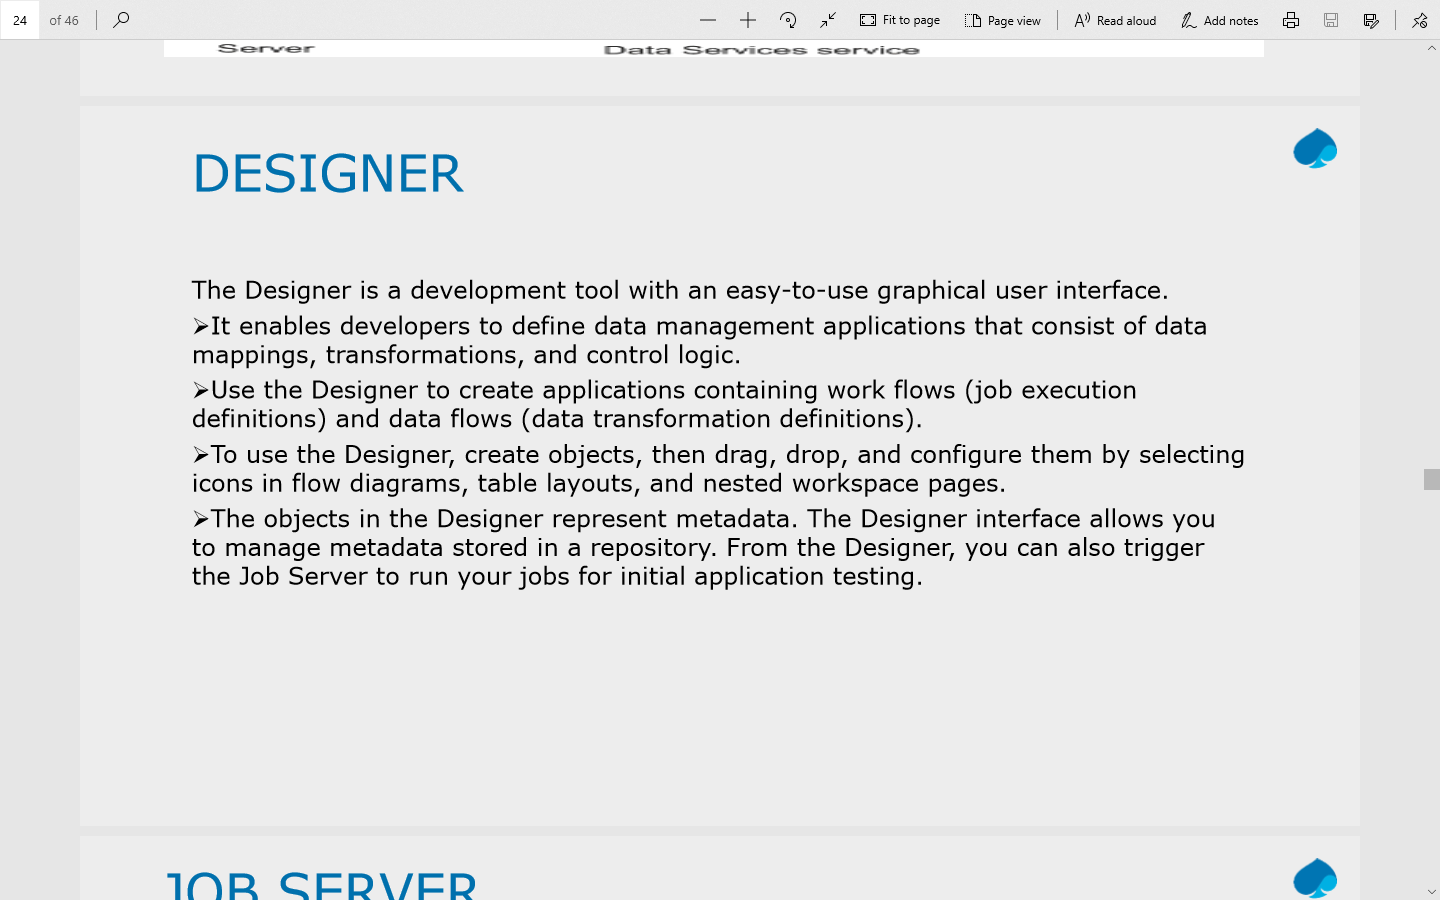 24 of 46 Fit to page Page view Read aloud Add notes
Server Data Services service
DESIGNER
The Designer is a development tool with an easy-to-use graphical user interface.
➢It enables developers to define data management applications that consist of data
mappings, transformations, and control logic.
➢Use the Designer to create applications containing work flows (job execution
definitions) and data flows (data transformation definitions).
➢To use the Designer, create objects, then drag, drop, and configure them by selecting
icons in flow diagrams, table layouts, and nested workspace pages.
➢The objects in the Designer represent metadata. The Designer interface allows you
to manage metadata stored in a repository. From the Designer, you can also trigger
the Job Server to run your jobs for initial application testing.
JOB SERVER